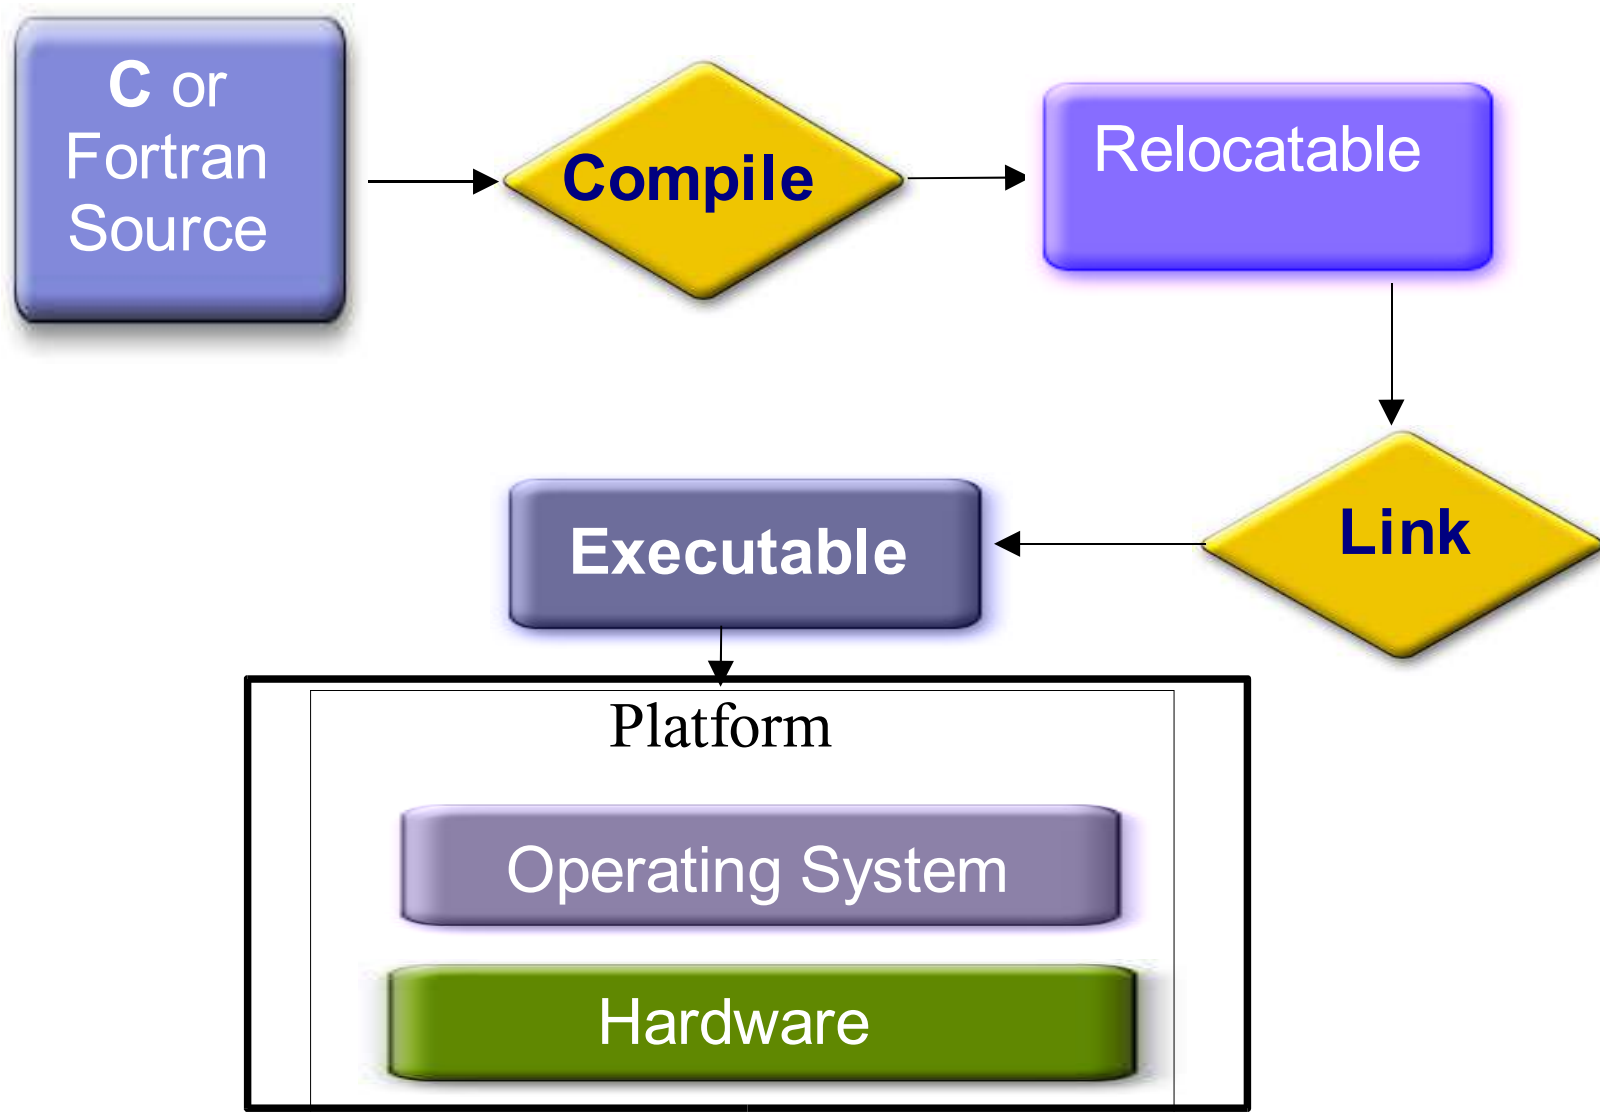 C or
Fortran
Source
Compile
Relocatable
Link
Executable
Platform
Operating System
Hardware